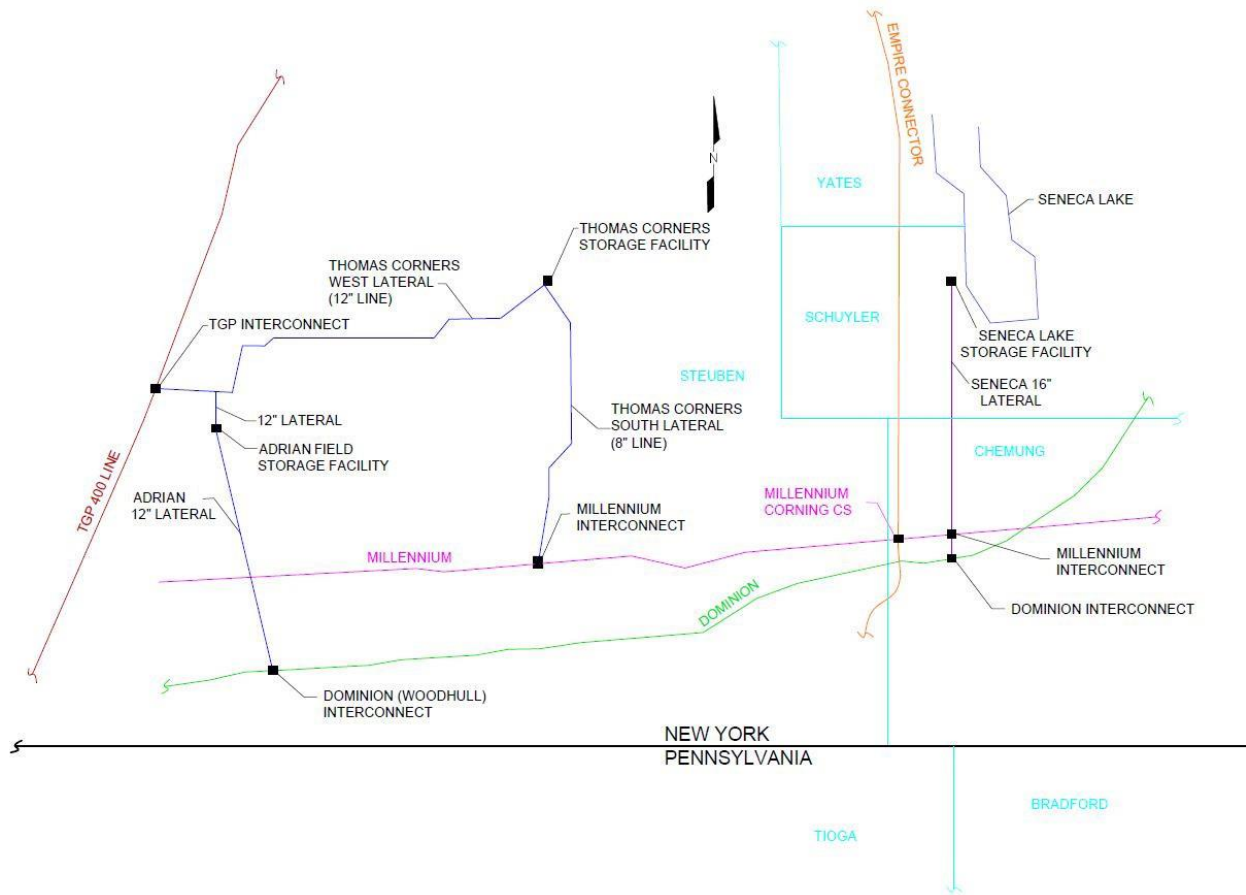 EMPIRE CONNECTOR
N
YATES
SENECA LAKE
THOMAS CORNERS
STORAGE FACILITY
THOMAS CORNERS
WEST LATERAL
(12" LINE)
TGP INTERCONNECT
SCHUYLER
SENECA LAKE
STORAGE FACILITY
STEUBEN
SENECA 16"
LATERAL
12" LATERAL
THOMAS CORNERS
SOUTH LATERAL
(8" LINE)
ADRIAN FIELD
STORAGE FACILITY
CHEMUNG
TGP 400 LINE
ADRIAN
12" LATERAL
MILLENNIUM
CORNING CS
MILLENNIUM
INTERCONNECT
MILLENNIUM
MILLENNIUM
INTERCONNECT
DOMINION
DOMINION INTERCONNECT
DOMINION (WOODHULL)
INTERCONNECT
NEW YORK
PENNSYLVANIA
BRADFORD
TIOGA